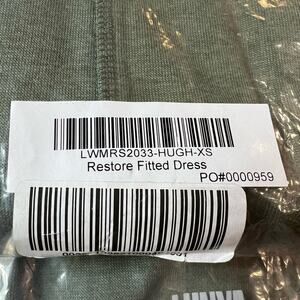 LWMRS2033-HUGH-XS
Restore Fitted Dress
PO#0000959